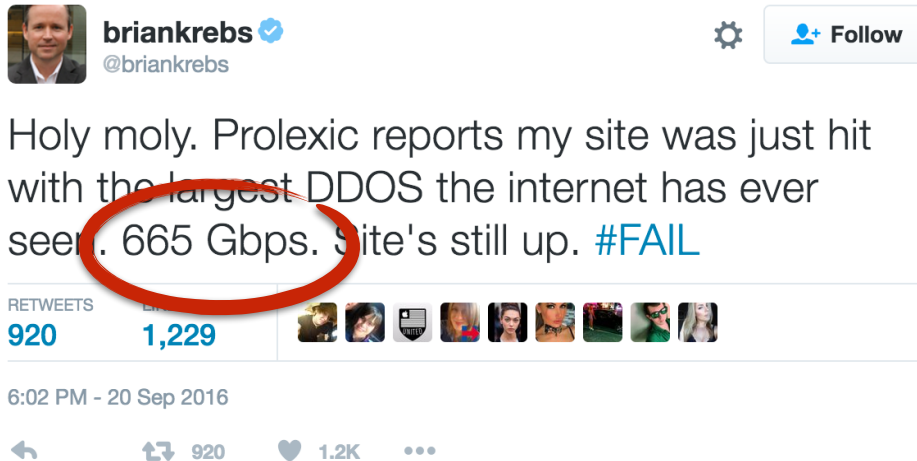 briankrebs
@briankrebs
Follow
Holy moly. Prolexic reports my site was just hit
with the largest DDOS the internet has ever
seen. 665 Gbps. Site's still up. #FAIL
RETWEETS
920
1,229
UNITED
6:02 PM - 20 Sep 2016
920
1.2K